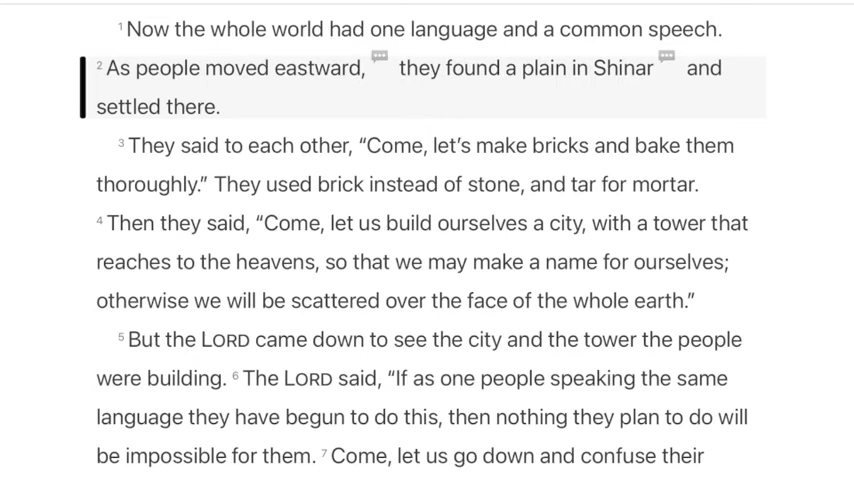 1 Now the whole world had one language and a common speech.
2 As people moved eastward, they found a plain in Shinar and
settled there.
3 They said to each other, “Come, let’s make bricks and bake them
thoroughly.” They used brick instead of stone, and tar for mortar.
4 Then they said, “Come, let us build ourselves a city, with a tower that
reaches to the heavens, so that we may make a name for ourselves;
otherwise we will be scattered over the face of the whole earth.”
5 But the LORD came down to see the city and the tower the people
were building. 6 The LORD said, “If as one people speaking the same
language they have begun to do this, then nothing they plan to do will
be impossible for them. 7 Come, let us go down and confuse their